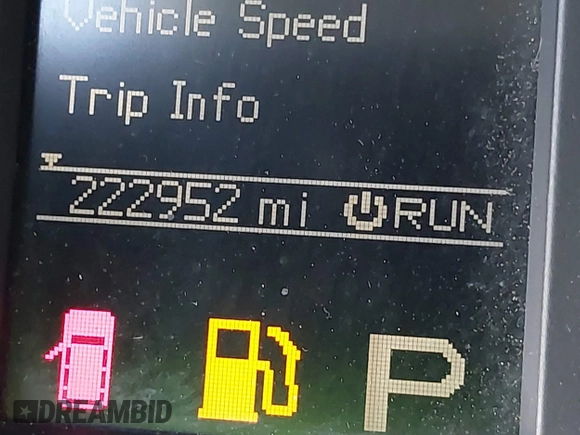 Vehicle Speed
Trip Info
222952 mi RUN
P
DREAMBID